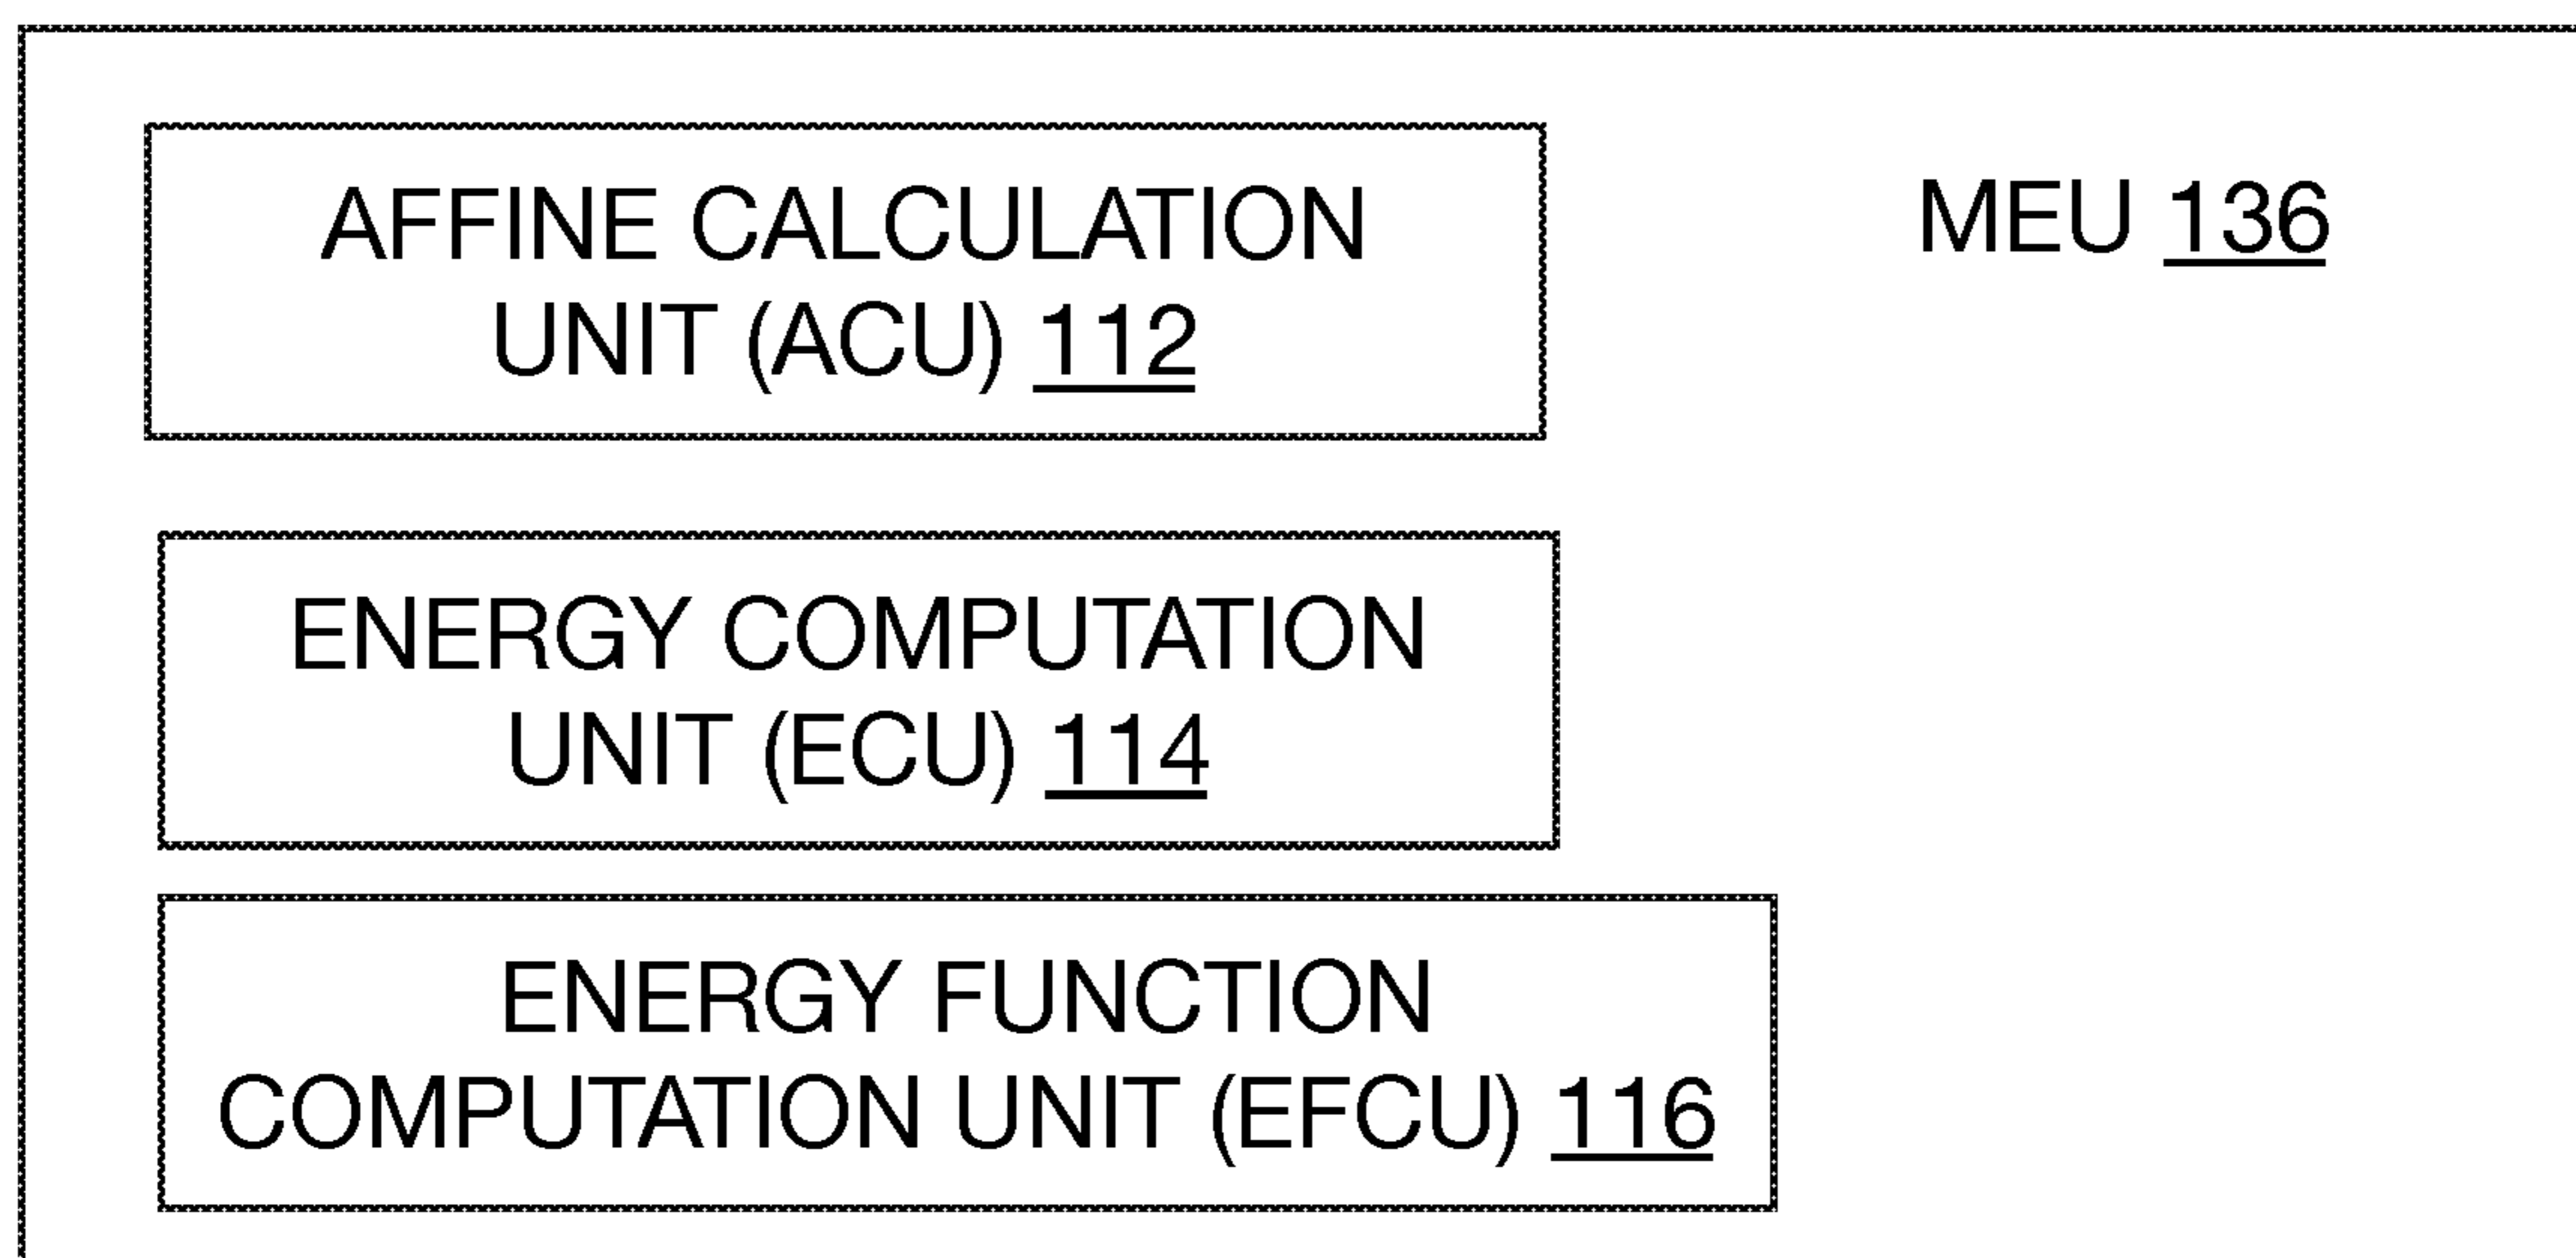 AFFINE CALCULATION
UNIT (ACU) 112
MEU 136
ENERGY COMPUTATION
UNIT (ECU) 114
ENERGY FUNCTION
COMPUTATION UNIT (EFCU) 116